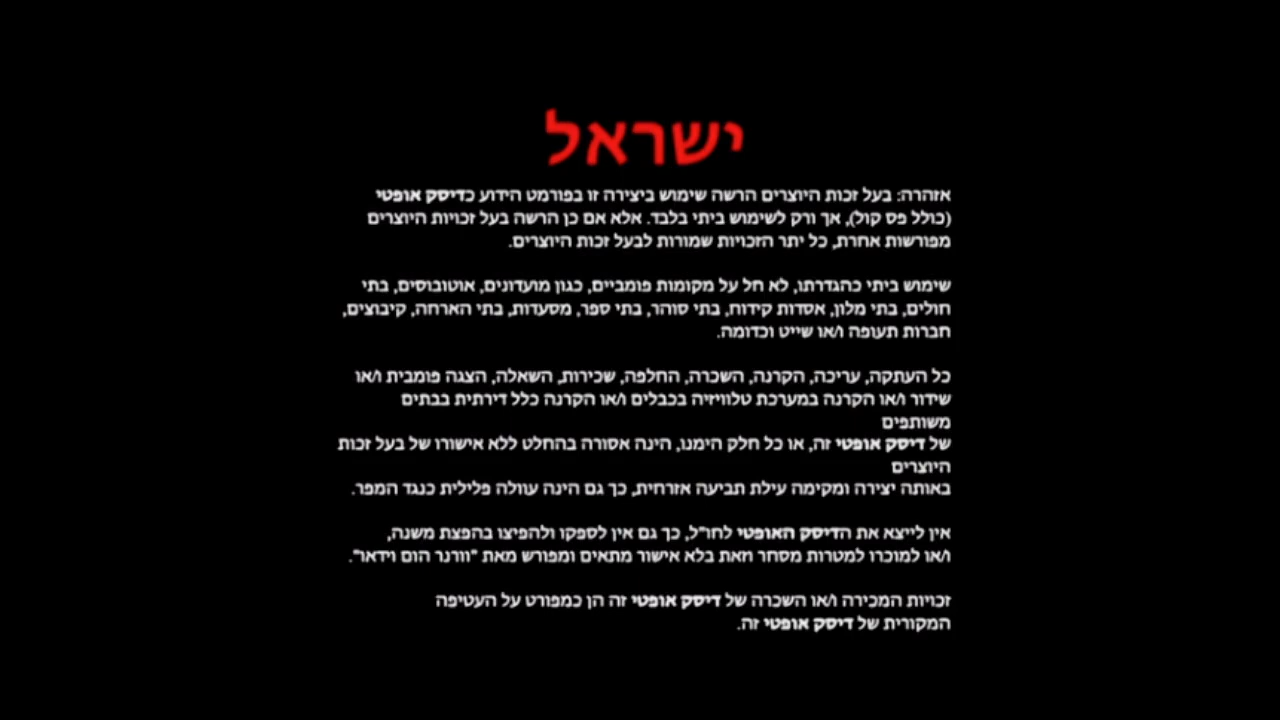 ישראל
אזהרה: בעל זכות היוצרים הרשה שימוש ביצירה זו בפורמט הידוע כדיסק אופטי
(כולל פס קול), אך ורק לשימוש ביתי בלבד. אלא אם כן הרשה בעל זכויות היוצרים
מפורשות אחרת, כל יתר הזכויות שמורות לבעל זכות היוצרים.
שימוש ביתי כהגדרתו, לא חל על מקומות פומביים, כגון מועדונים, אוטובוסים, בתי
חולים, בתי מלון, אסדות קידוח, בתי סוהר, בתי ספר, מסעדות, בתי הארחה, קיבוצים,
חברות תעופה ו/או שייט וכדומה.
כל העתקה, עריכה, הקרנה, השכרה, החלפה, שכירות, השאלה, הצגה פומבית ו/או
שידור ו/או הקרנה במערכת טלוויזיה בכבלים ו/או הקרנה כלל דירתית בבתים
משותפים
של דיסק אופטי זה, או כל חלק הימנו, הינה אסורה בהחלט ללא אישורו של בעל זכות
היוצרים
באותה יצירה ומקימה עילת תביעה אזרחית, כך גם הינה עוולה פלילית כנגד המפר.
אין לייצא את הדיסק האופטי לחו"ל, כך גם אין לספקו ולהפיצו בהפצת משנה,
ו/או למוכרו למטרות מסחר וזאת בלא אישור מתאים ומפורש מאת "וורנר הום וידאו".
זכויות המכירה ו/או השכרה של דיסק אופטי זה הן כמפורט על העטיפה
המקורית של דיסק אופטי זה.